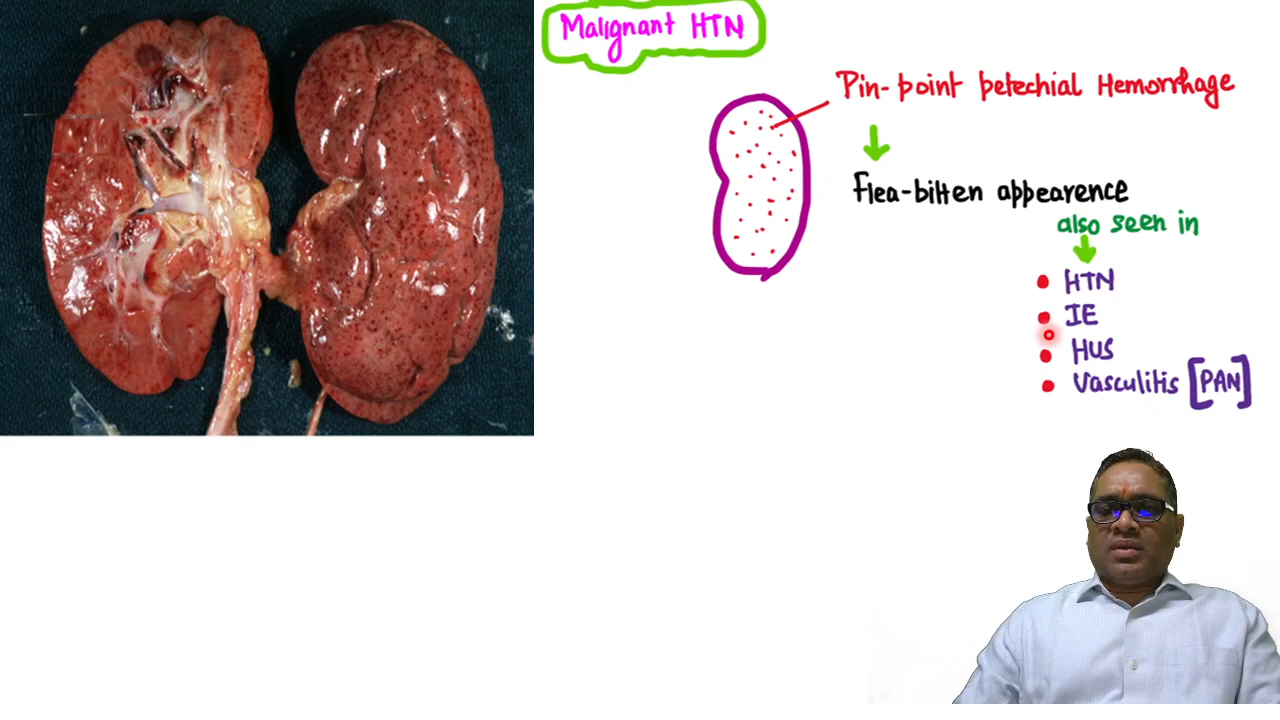 Malignant HTN
Pin-point petechial Hemorrhage
Flea-bitten appearence
also seen in
HTN
IE
HUS
Vasculitis [PAN]